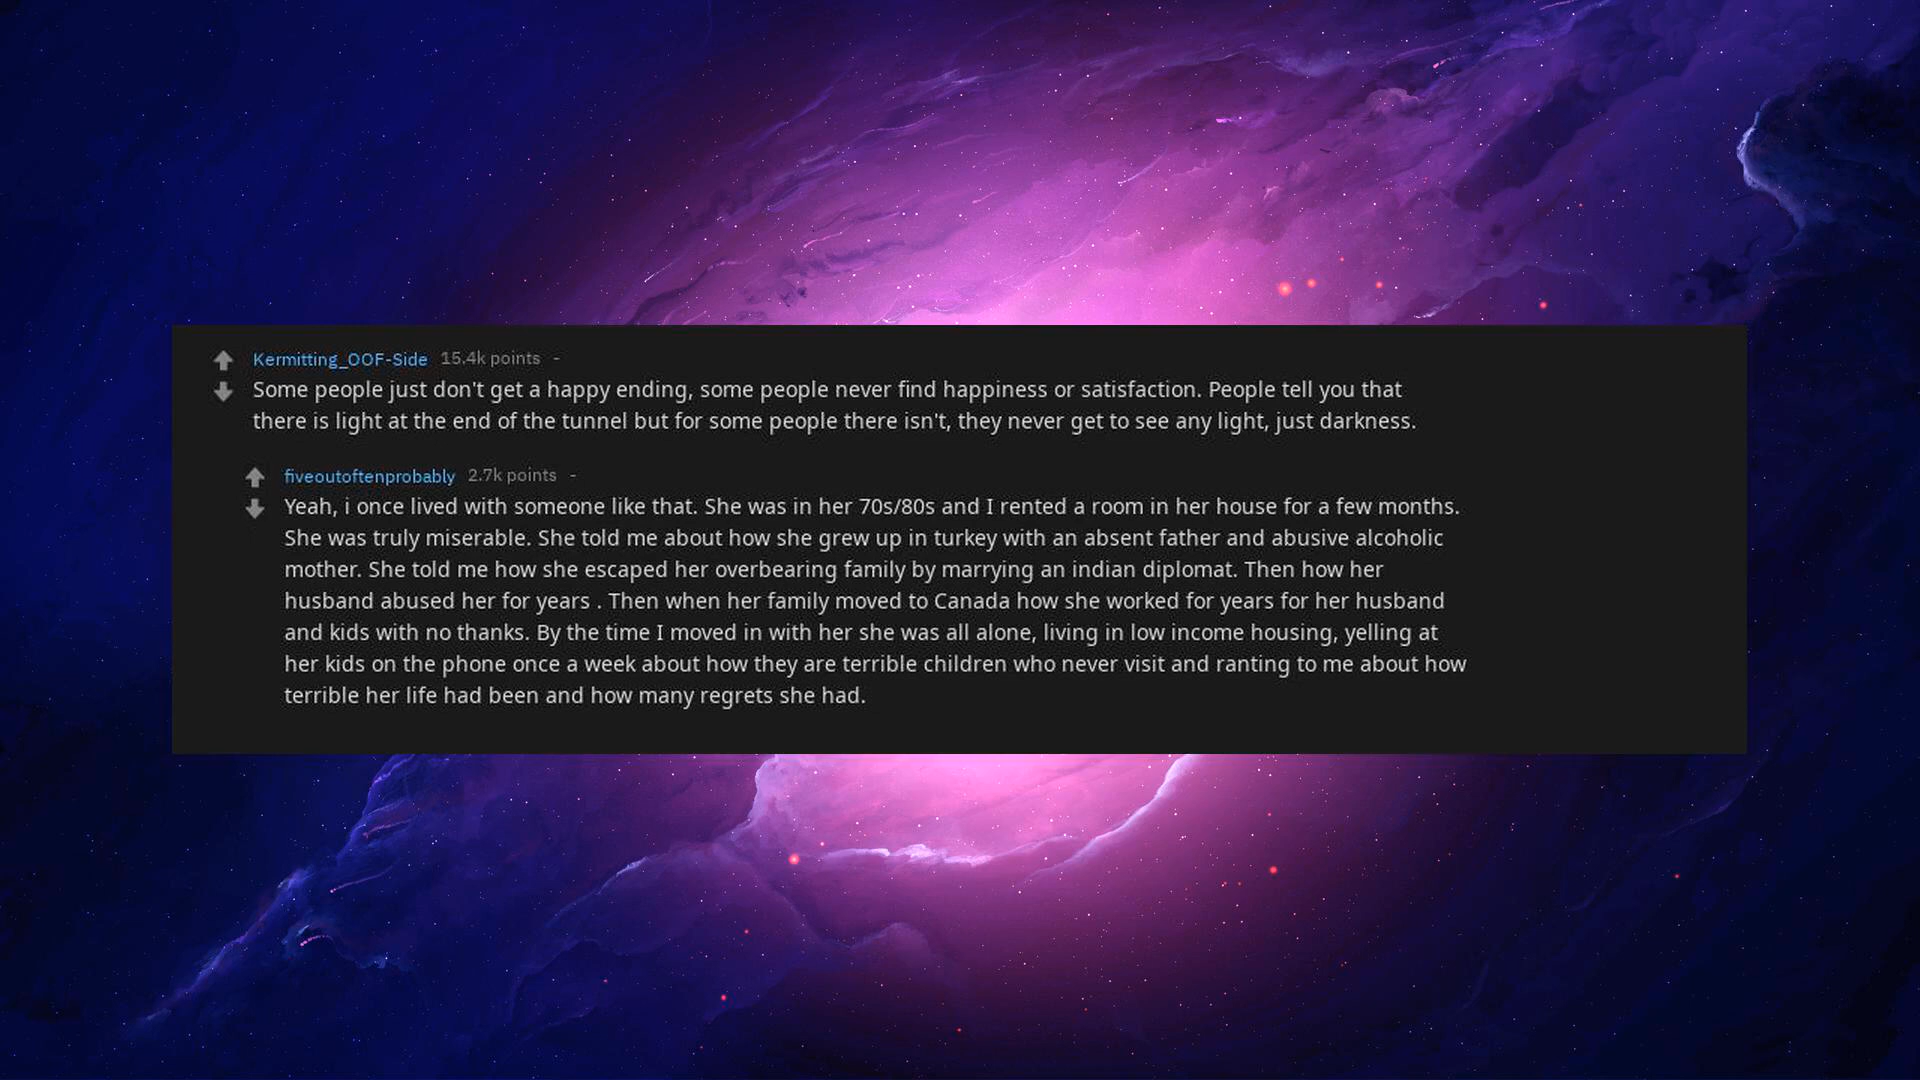 Kermitting_OOF-Side 15.4k points -
Some people just don't get a happy ending, some people never find happiness or satisfaction. People tell you that
there is light at the end of the tunnel but for some people there isn't, they never get to see any light, just darkness.
fiveoutoftenprobably 2.7k points -
Yeah, i once lived with someone like that. She was in her 70s/80s and I rented a room in her house for a few months.
She was truly miserable. She told me about how she grew up in turkey with an absent father and abusive alcoholic
mother. She told me how she escaped her overbearing family by marrying an indian diplomat. Then how her
husband abused her for years . Then when her family moved to Canada how she worked for years for her husband
and kids with no thanks. By the time I moved in with her she was all alone, living in low income housing, yelling at
her kids on the phone once a week about how they are terrible children who never visit and ranting to me about how
terrible her life had been and how many regrets she had.